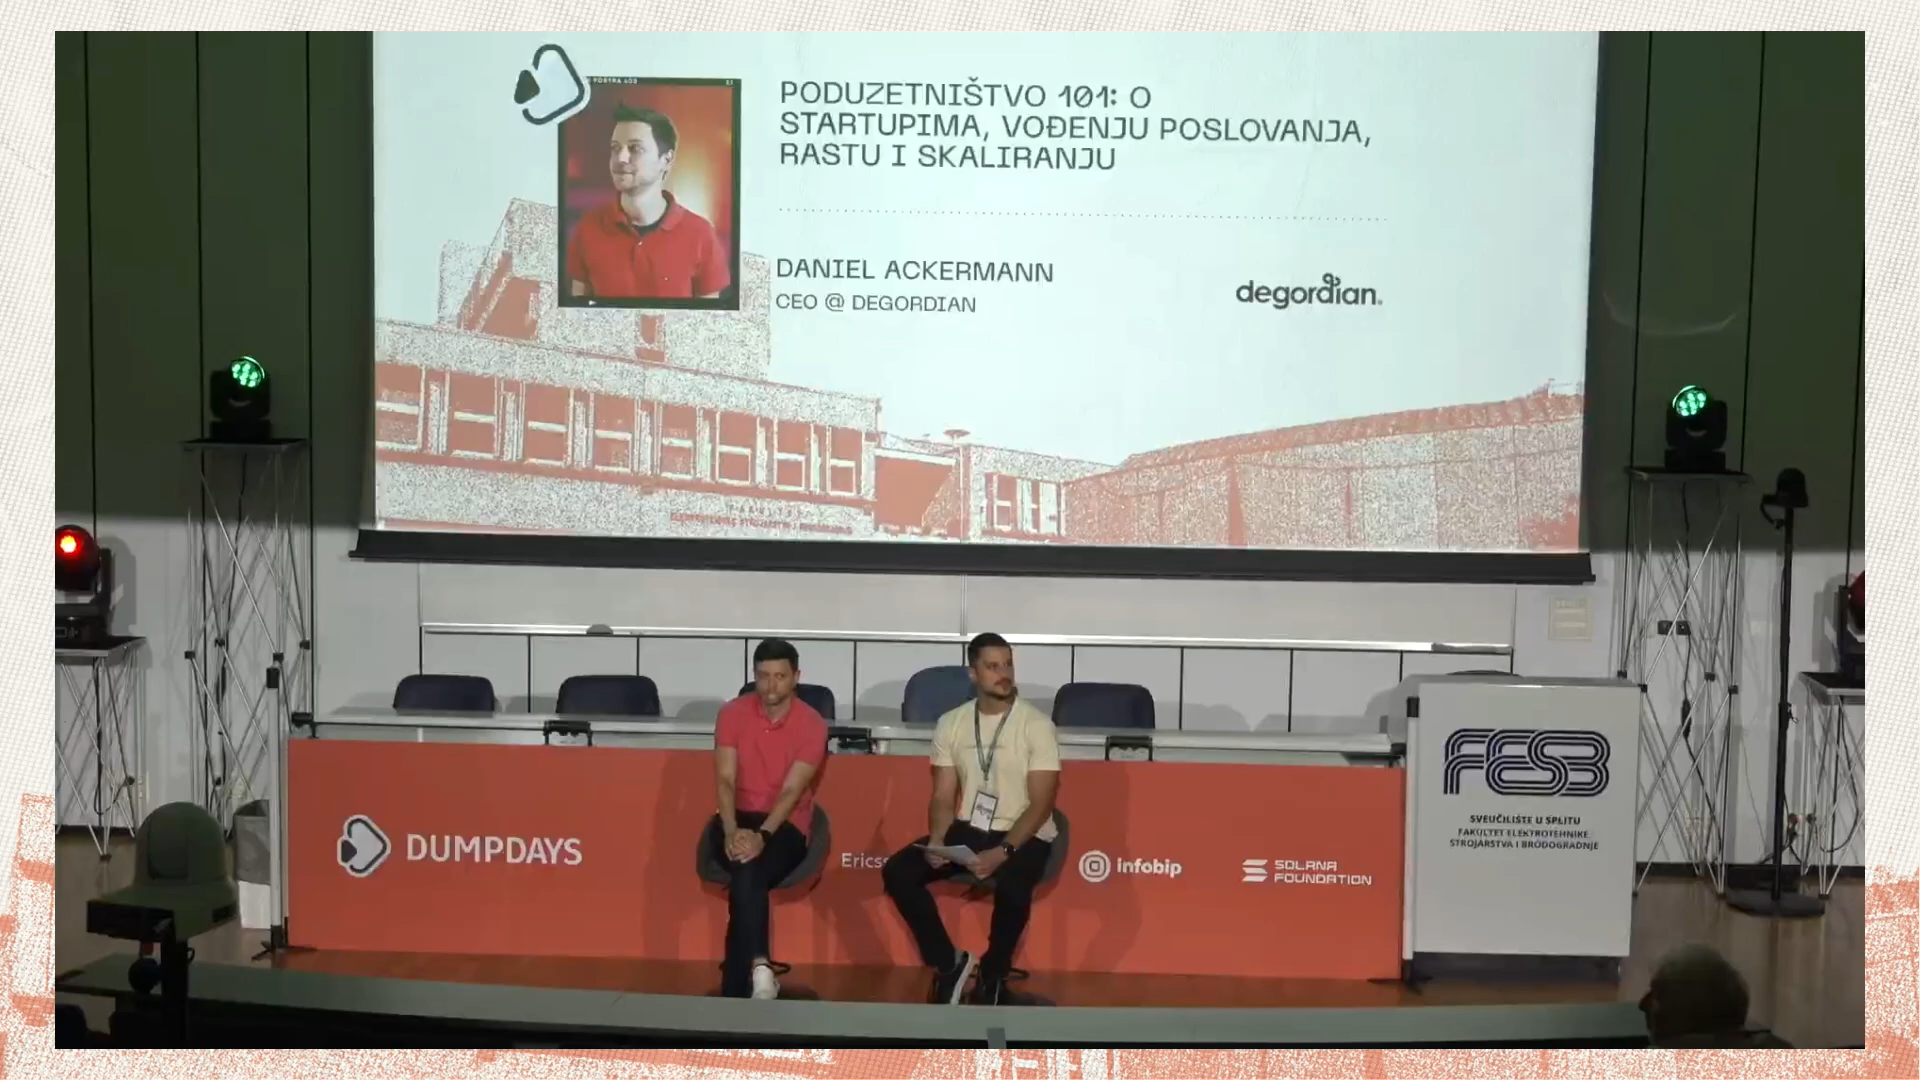 PODUZETNIŠTVO 101: O
STARTUPIMA, VOĐENJU POSLOVANJA,
RASTU I SKALIRANJU
DANIEL ACKERMANN
CEO @ DEGORDIAN
degordian.
DUMPDAYS
infobip
SOLANA
FOUNDATION
FESB
SVEUČILIŠTE U SPLITU
FAKULTET ELEKTROTEHNIKE,
STROJARSTVA I BRODOGRADNJE